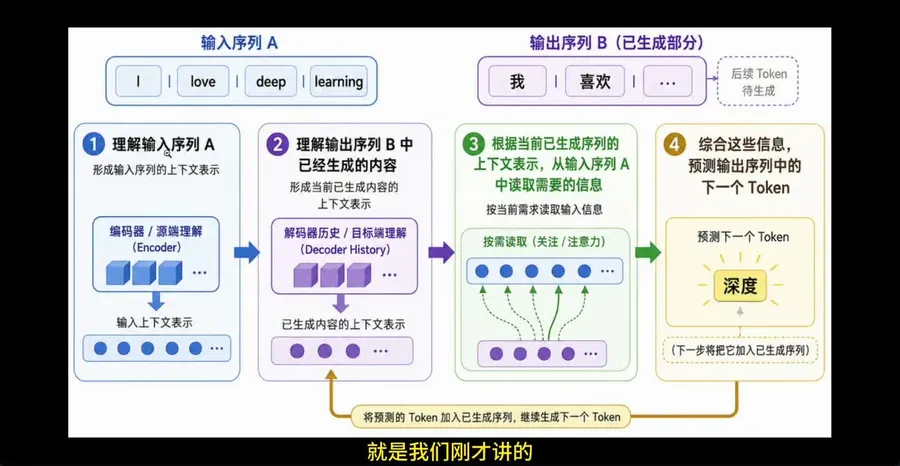 输入序列 A
I | love | deep | learning
输出序列 B（已生成部分）
我 | 喜欢 | ...
后续 Token
待生成
1 理解输入序列 A
形成输入序列的上下文表示
编码器 / 源端理解
(Encoder)
...
输入上下文表示
...
2 理解输出序列 B 中
已经生成的内容
形成当前已生成内容的
上下文表示
解码器历史 / 目标端理解
(Decoder History)
...
已生成内容的上下文表示
...
3 根据当前已生成序列的
上下文表示，从输入序列 A
中读取需要的信息
按当前需求读取输入信息
按需读取（关注 / 注意力）
...
...
4 综合这些信息，
预测输出序列中的
下一个 Token
预测下一个 Token
深度
（下一步将把它加入已生成序列）
将预测的 Token 加入已生成序列，继续生成下一个 Token
就是我们刚才讲的